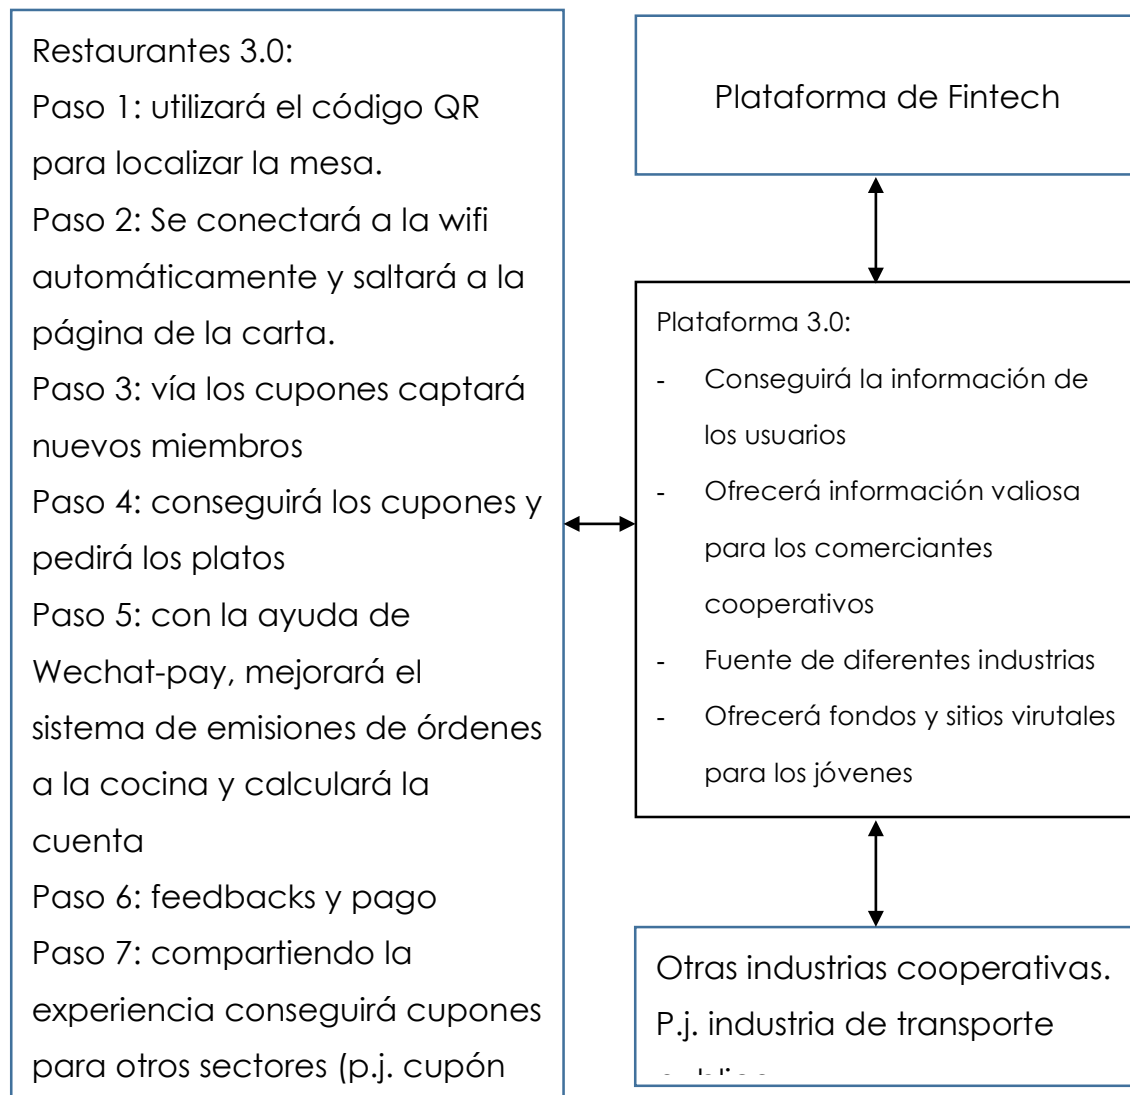 Restaurantes 3.0:
Paso 1: utilizará el código QR
para localizar la mesa.
Paso 2: Se conectará a la wifi
automáticamente y saltará a la
página de la carta.
Paso 3: vía los cupones captará
nuevos miembros
Paso 4: conseguirá los cupones y
pedirá los platos
Paso 5: con la ayuda de
Wechat-pay, mejorará el
sistema de emisiones de órdenes
a la cocina y calculará la
cuenta
Paso 6: feedbacks y pago
Paso 7: compartiendo la
experiencia conseguirá cupones
para otros sectores (p.j. cupón
Plataforma de Fintech
Plataforma 3.0:
- Conseguirá la información de
los usuarios
- Ofrecerá información valiosa
para los comerciantes
cooperativos
- Fuente de diferentes industrias
- Ofrecerá fondos y sitios virutales
para los jóvenes
Otras industrias cooperativas.
P.j. industria de transporte